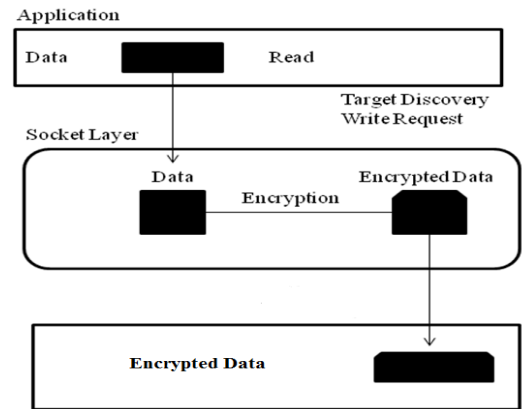 Application
Data Read
Target Discovery
Write Request
Socket Layer
Data Encrypted Data
Encryption
Encrypted Data